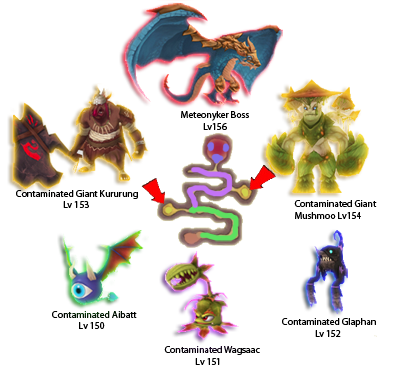 Meteonyker Boss
Lv156
Contaminated Giant Kururung
Lv 153
Contaminated Giant
Mushmoo Lv154
Contaminated Aibatt
Lv 150
Contaminated Wagsaac
Lv 151
Contaminated Glaphan
Lv 152